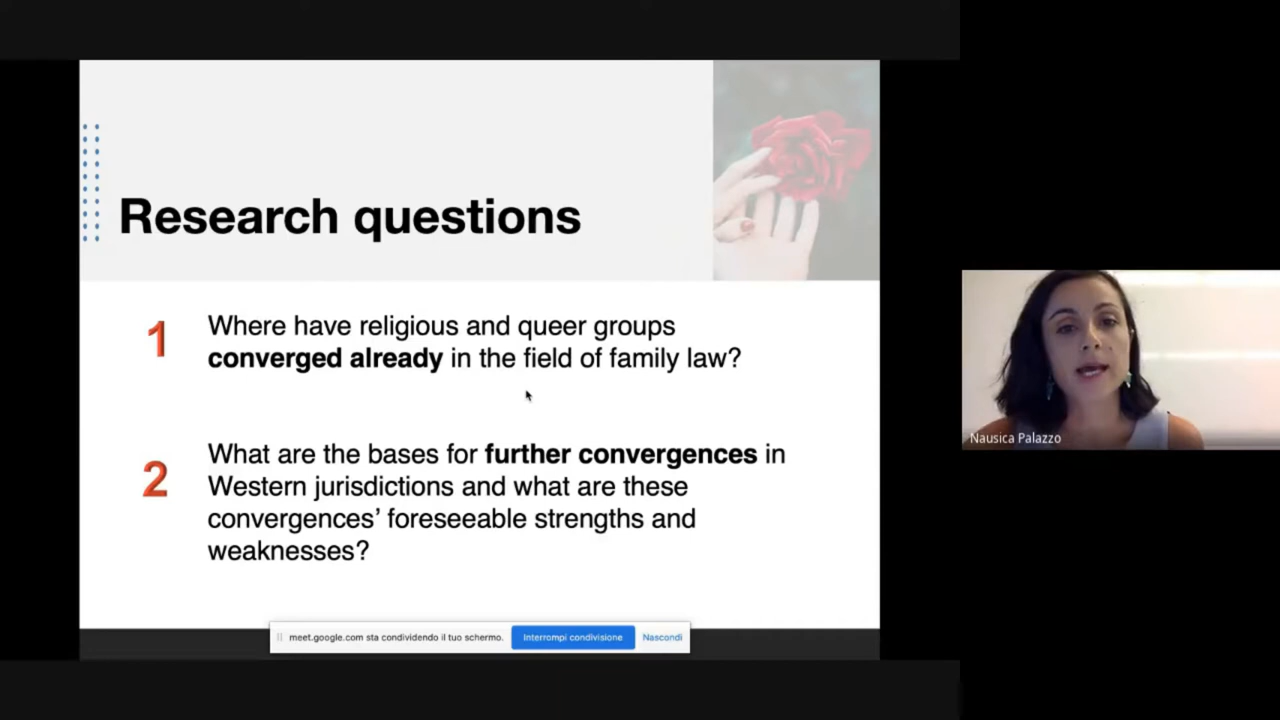 Research questions
1
Where have religious and queer groups
converged already in the field of family law?
2
What are the bases for further convergences in
Western jurisdictions and what are these
convergences’ foreseeable strengths and
weaknesses?
meet.google.com sta condividendo il tuo schermo.
Interrompi condivisione
Nascondi
Nausica Palazzo